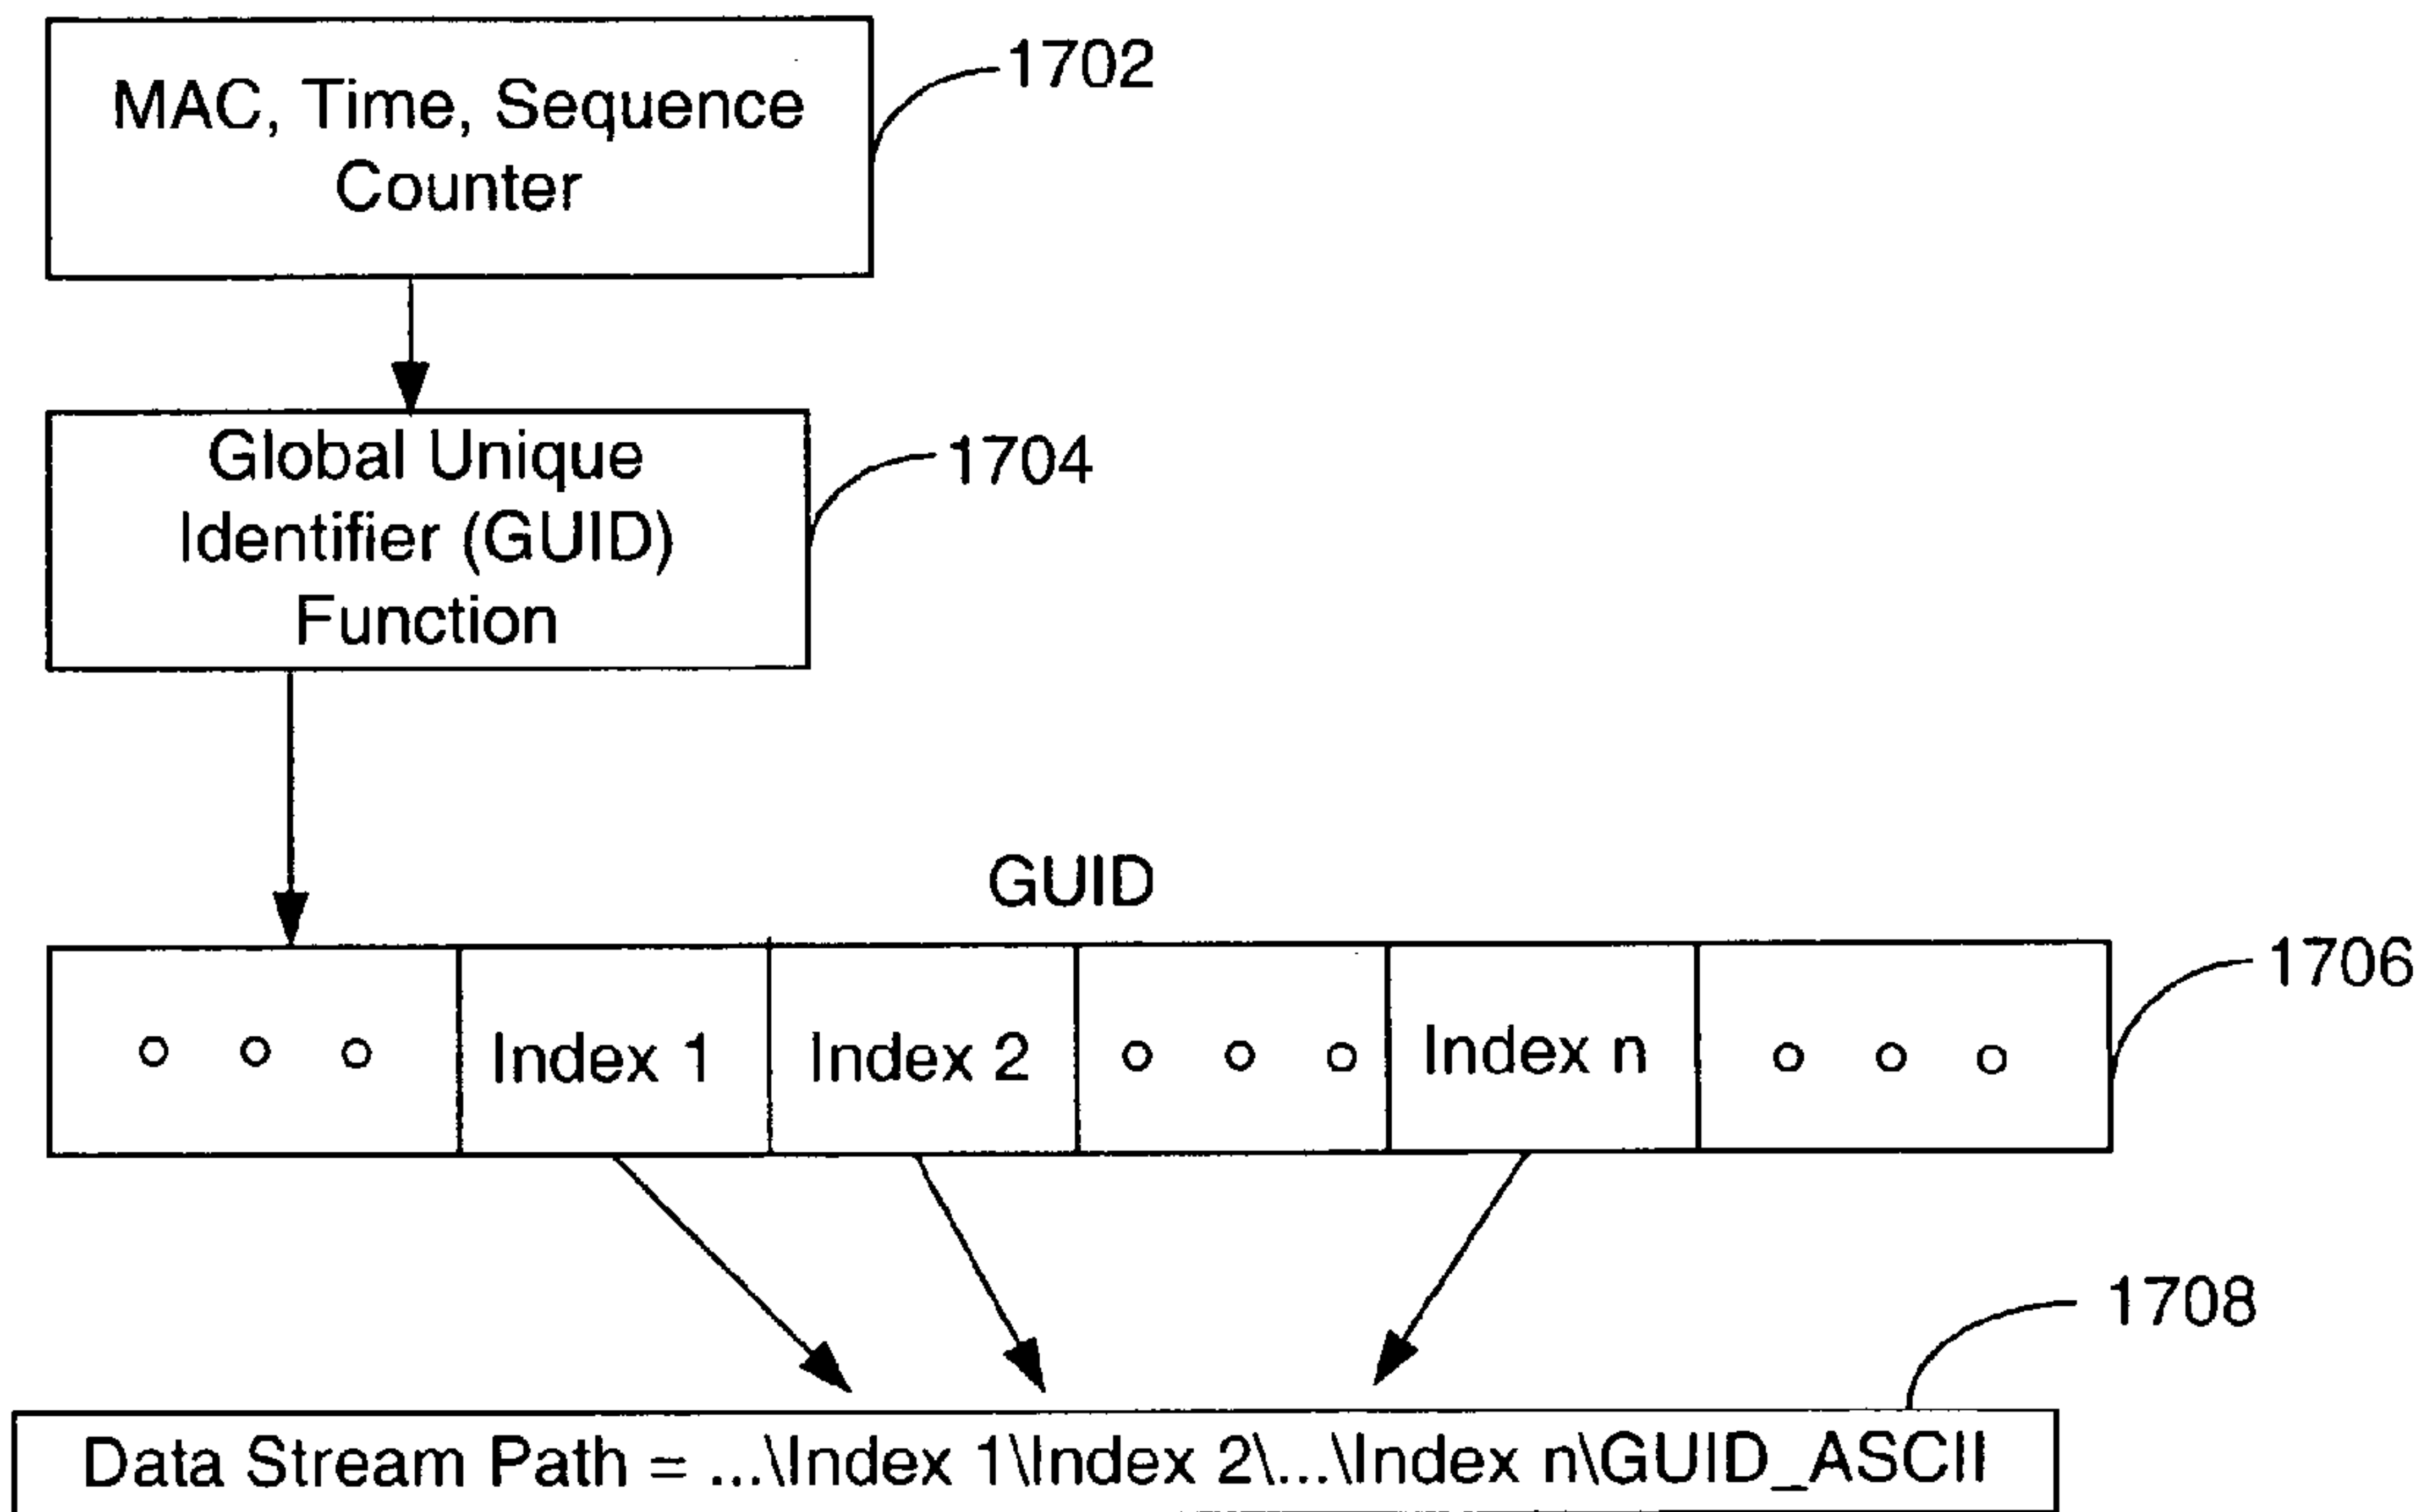 MAC, Time, Sequence
Counter
1702
Global Unique
Identifier (GUID)
Function
1704
GUID
Index 1
Index 2
Index n
1706
1708
Data Stream Path = ...\Index 1\Index 2\...\Index n\GUID_ASCII